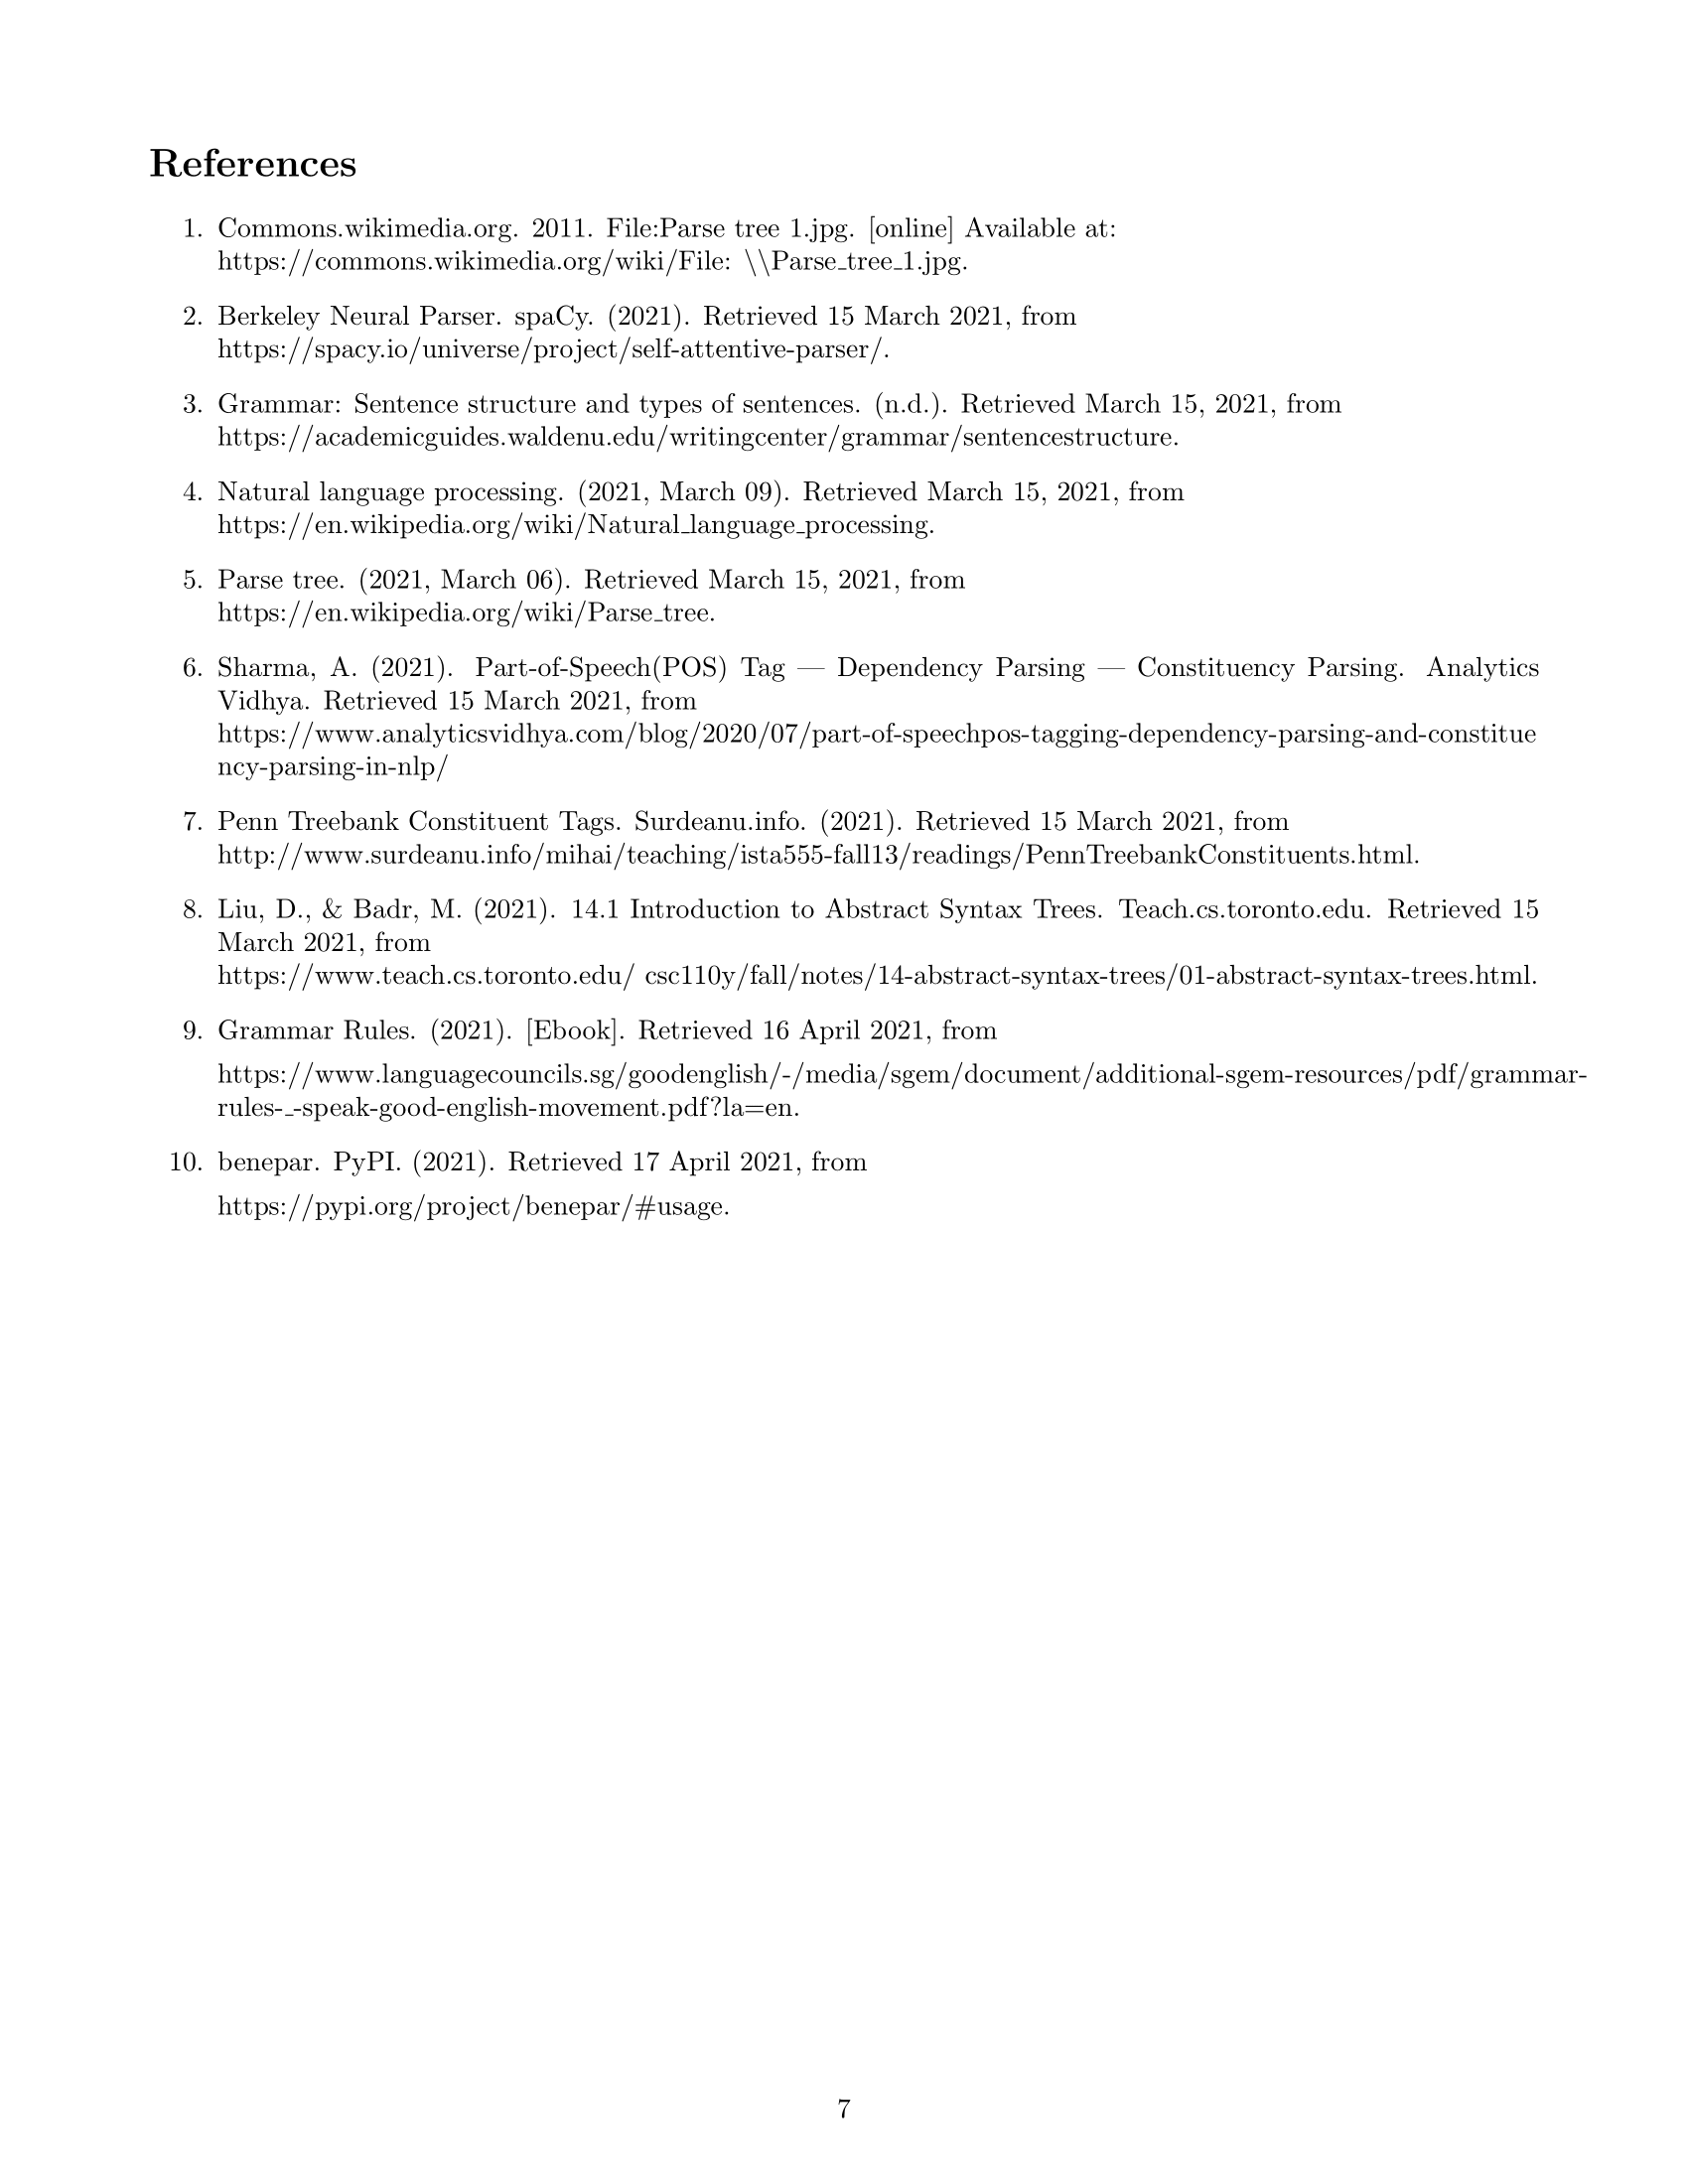 References
1. Commons.wikimedia.org. 2011. File:Parse tree 1.jpg. [online] Available at:
https://commons.wikimedia.org/wiki/File: \\Parse_tree_1.jpg.
2. Berkeley Neural Parser. spaCy. (2021). Retrieved 15 March 2021, from
https://spacy.io/universe/project/self-attentive-parser/.
3. Grammar: Sentence structure and types of sentences. (n.d.). Retrieved March 15, 2021, from
https://academicguides.waldenu.edu/writingcenter/grammar/sentencestructure.
4. Natural language processing. (2021, March 09). Retrieved March 15, 2021, from
https://en.wikipedia.org/wiki/Natural_language_processing.
5. Parse tree. (2021, March 06). Retrieved March 15, 2021, from
https://en.wikipedia.org/wiki/Parse_tree.
6. Sharma, A. (2021). Part-of-Speech(POS) Tag — Dependency Parsing — Constituency Parsing. Analytics
Vidhya. Retrieved 15 March 2021, from
https://www.analyticsvidhya.com/blog/2020/07/part-of-speechpos-tagging-dependency-parsing-and-constitue
ncy-parsing-in-nlp/
7. Penn Treebank Constituent Tags. Surdeanu.info. (2021). Retrieved 15 March 2021, from
http://www.surdeanu.info/mihai/teaching/ista555-fall13/readings/PennTreebankConstituents.html.
8. Liu, D., & Badr, M. (2021). 14.1 Introduction to Abstract Syntax Trees. Teach.cs.toronto.edu. Retrieved 15
March 2021, from
https://www.teach.cs.toronto.edu/ csc110y/fall/notes/14-abstract-syntax-trees/01-abstract-syntax-trees.html.
9. Grammar Rules. (2021). [Ebook]. Retrieved 16 April 2021, from
https://www.languagecouncils.sg/goodenglish/-/media/sgem/document/additional-sgem-resources/pdf/grammar-
rules-_-speak-good-english-movement.pdf?la=en.
10. benepar. PyPI. (2021). Retrieved 17 April 2021, from
https://pypi.org/project/benepar/#usage.
7